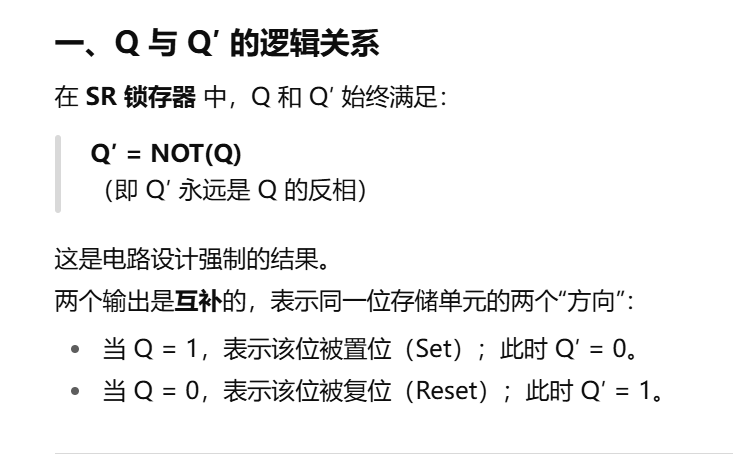 一、Q 与 Q′ 的逻辑关系
在 SR 锁存器 中，Q 和 Q′ 始终满足：
Q′ = NOT(Q)
（即 Q′ 永远是 Q 的反相）
这是电路设计强制的结果。
两个输出是互补的，表示同一位存储单元的两个“方向”：
• 当 Q = 1，表示该位被置位（Set）；此时 Q′ = 0。
• 当 Q = 0，表示该位被复位（Reset）；此时 Q′ = 1。